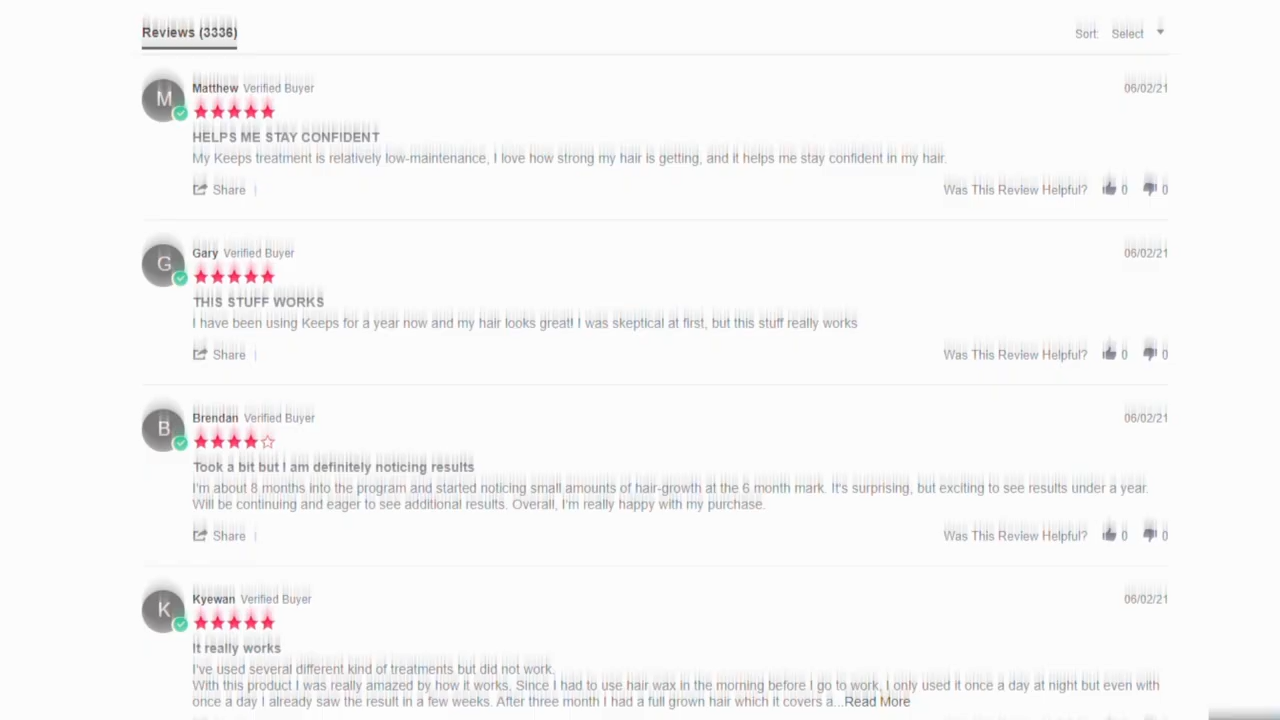 Reviews (3336)
Sort: Select
M
Matthew Verified Buyer 06/02/21
HELPS ME STAY CONFIDENT
My Keeps treatment is relatively low-maintenance, I love how strong my hair is getting, and it helps me stay confident in my hair.
Share | Was This Review Helpful? 0 0
G
Gary Verified Buyer 06/02/21
THIS STUFF WORKS
I have been using Keeps for a year now and my hair looks great! I was skeptical at first, but this stuff really works
Share | Was This Review Helpful? 0 0
B
Brendan Verified Buyer 06/02/21
Took a bit but I am definitely noticing results
I'm about 8 months into the program and started noticing small amounts of hair-growth at the 6 month mark. It's surprising, but exciting to see results under a year.
Will be continuing and eager to see additional results. Overall, I'm really happy with my purchase.
Share | Was This Review Helpful? 0 0
K
Kyewan Verified Buyer 06/02/21
It really works
I've used several different kind of treatments but did not work.
With this product I was really amazed by how it works. Since I had to use hair wax in the morning before I go to work, I only used it once a day at night but even with
once a day I already saw the result in a few weeks. After three month I had a full grown hair which it covers a...Read More